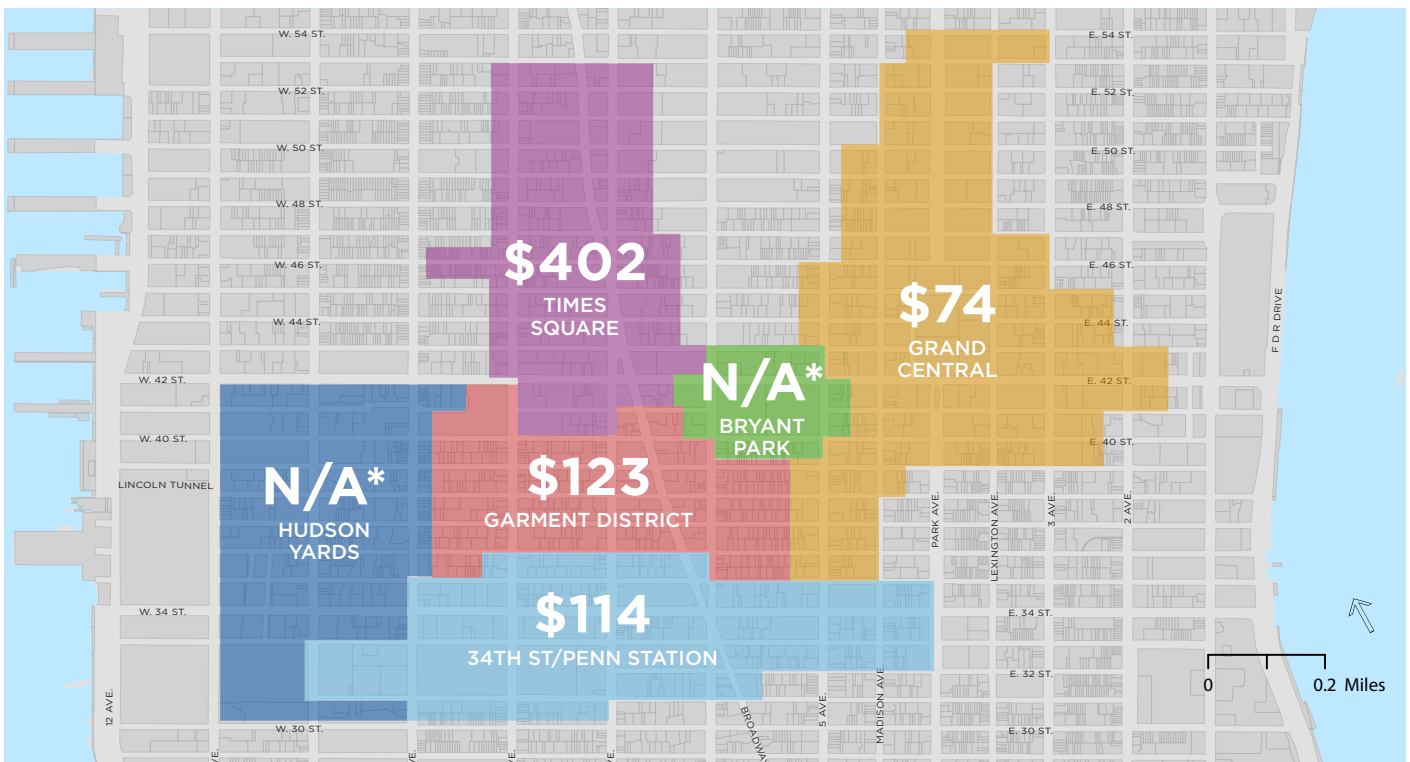 W. 54 ST.
E. 54 ST.
W. 52 ST.
E. 52 ST.
W. 50 ST.
E. 50 ST.
W. 48 ST.
E. 48 ST.
W. 46 ST.
E. 46 ST.
$402
TIMES
SQUARE
$74
GRAND
CENTRAL
W. 44 ST.
E. 44 ST.
F D R DRIVE
W. 42 ST.
E. 42 ST.
N/A*
BRYANT
PARK
W. 40 ST.
E. 40 ST.
LINCOLN TUNNEL
N/A*
HUDSON
YARDS
$123
GARMENT DISTRICT
PARK AVE.
LEXINGTON AVE.
3 AVE.
2 AVE.
W. 34 ST.
E. 34 ST.
$114
34TH ST/PENN STATION
E. 32 ST.
12 AVE.
BROADWAY
5 AVE.
MADISON AVE.
0
0.2 Miles
W. 30 ST.
E. 30 ST.
VE.
VE.
VE.
VE.